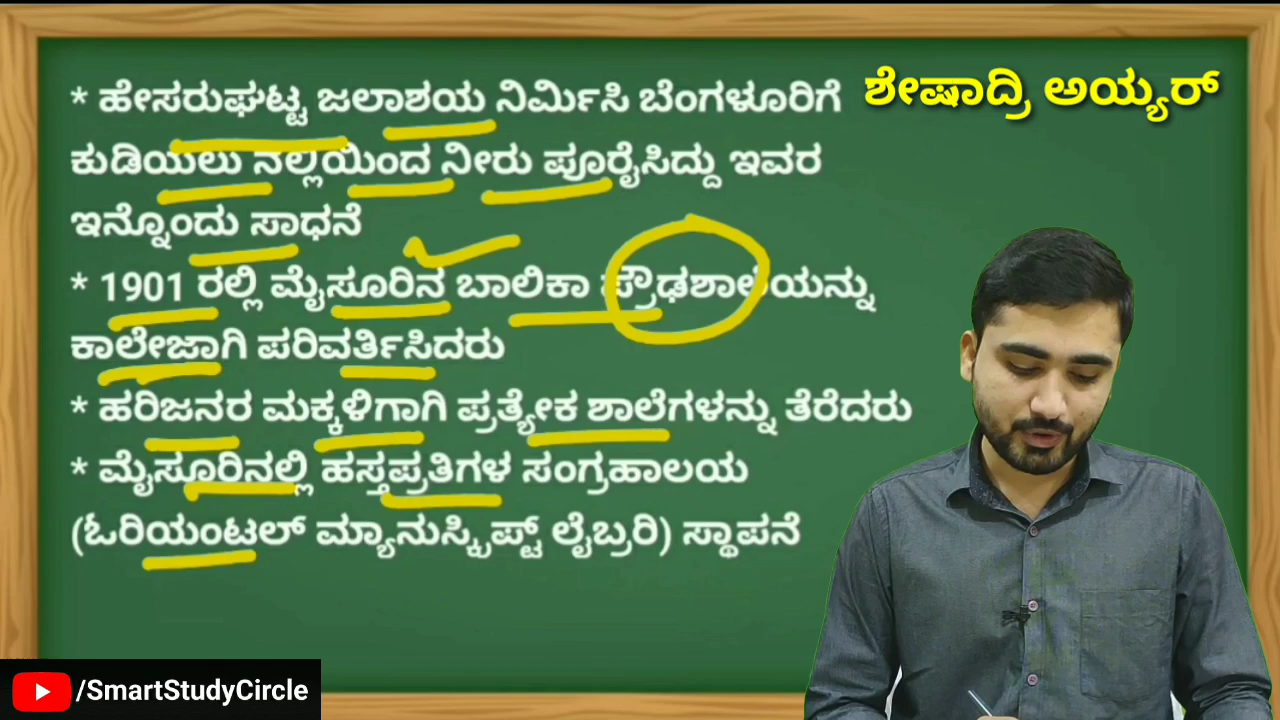 ಶೇಷಾದ್ರಿ ಅಯ್ಯರ್
* ಹೇಸರುಘಟ್ಟ ಜಲಾಶಯ ನಿರ್ಮಿಸಿ ಬೆಂಗಳೂರಿಗೆ
ಕುಡಿಯಲು ನಲ್ಲಿಯಿಂದ ನೀರು ಪೂರೈಸಿದ್ದು ಇವರ
ಇನ್ನೊಂದು ಸಾಧನೆ
* 1901 ರಲ್ಲಿ ಮೈಸೂರಿನ ಬಾಲಿಕಾ ಪ್ರೌಢಶಾಲೆಯನ್ನು
ಕಾಲೇಜಾಗಿ ಪರಿವರ್ತಿಸಿದರು
* ಹರಿಜನರ ಮಕ್ಕಳಿಗಾಗಿ ಪ್ರತ್ಯೇಕ ಶಾಲೆಗಳನ್ನು ತೆರೆದರು
* ಮೈಸೂರಿನಲ್ಲಿ ಹಸ್ತಪ್ರತಿಗಳ ಸಂಗ್ರಹಾಲಯ
(ಓರಿಯಂಟಲ್ ಮ್ಯಾನುಸ್ಕ್ರಿಪ್ಟ್ ಲೈಬ್ರರಿ) ಸ್ಥಾಪನೆ
/SmartStudyCircle